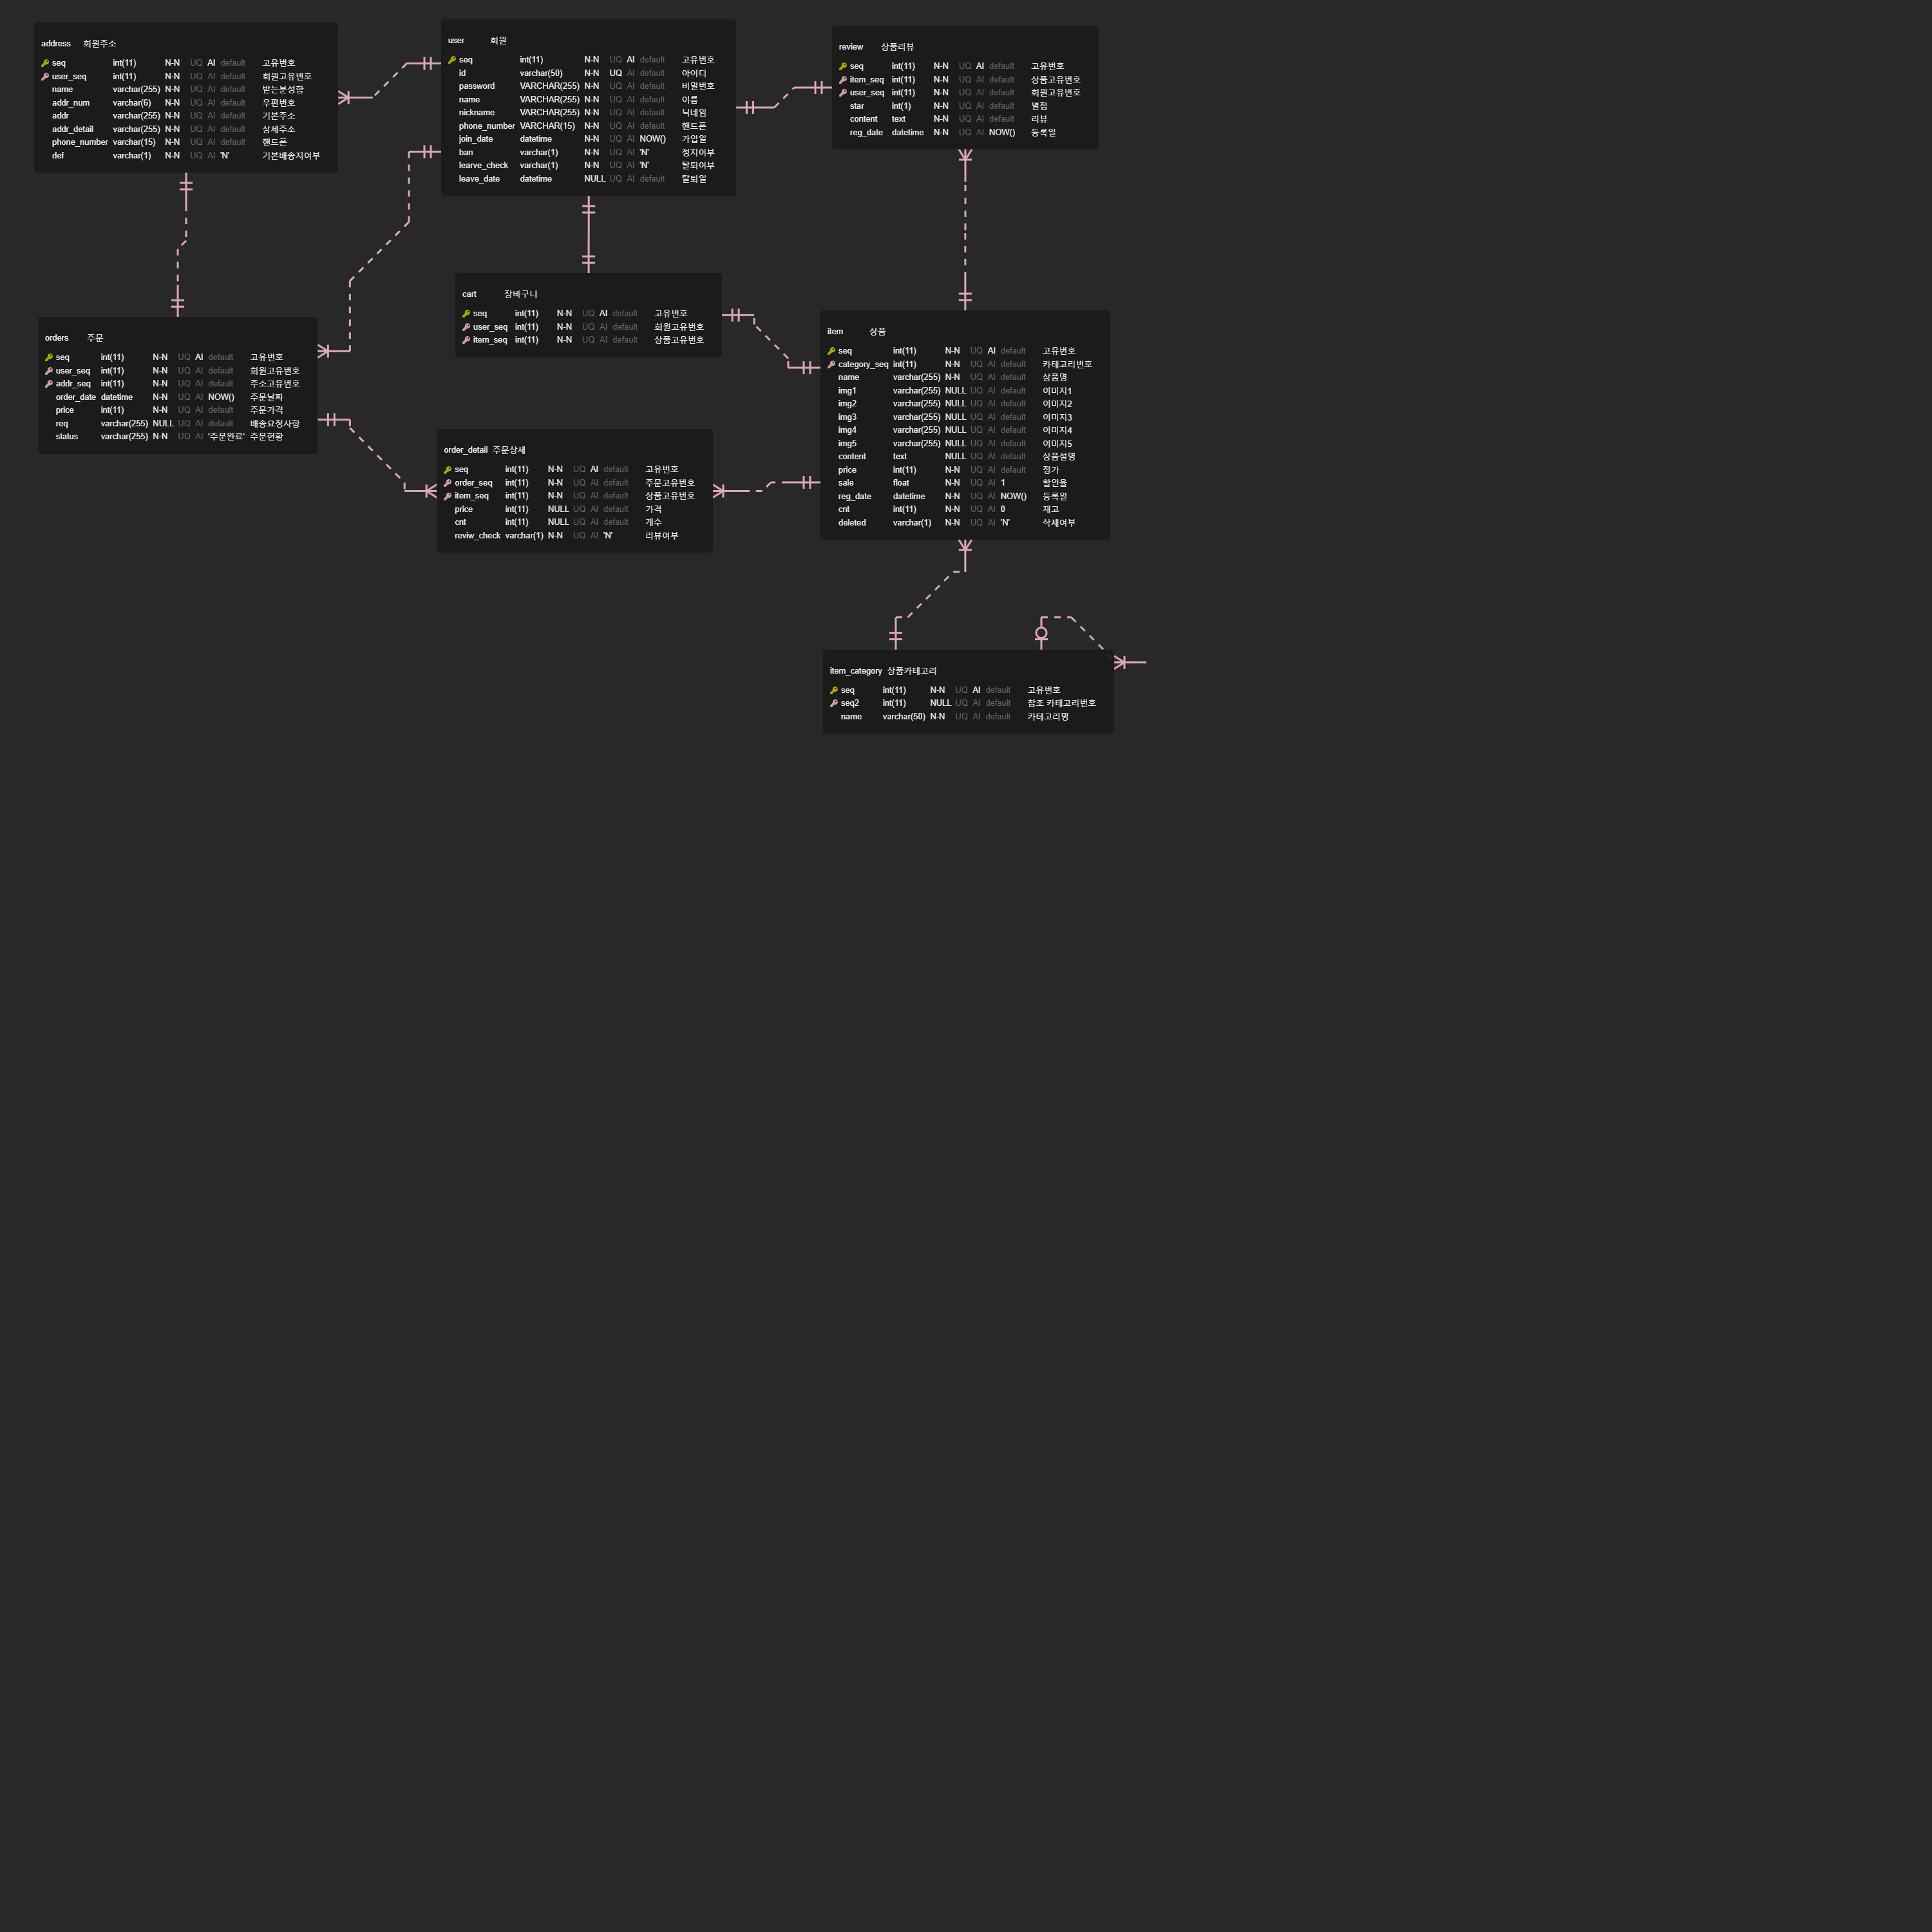 address 회원주소
seq int(11) N-N UQ AI default 고유번호
user_seq int(11) N-N UQ AI default 회원고유번호
name varchar(255) N-N UQ AI default 받는분성함
addr_num varchar(6) N-N UQ AI default 우편번호
addr varchar(255) N-N UQ AI default 기본주소
addr_detail varchar(255) N-N UQ AI default 상세주소
phone_number varchar(15) N-N UQ AI default 핸드폰
def varchar(1) N-N UQ AI 'N' 기본배송지여부
user 회원
seq int(11) N-N UQ AI default 고유번호
id varchar(50) N-N UQ AI default 아이디
password VARCHAR(255) N-N UQ AI default 비밀번호
name VARCHAR(255) N-N UQ AI default 이름
nickname VARCHAR(255) N-N UQ AI default 닉네임
phone_number VARCHAR(15) N-N UQ AI default 핸드폰
join_date datetime N-N UQ AI NOW() 가입일
ban varchar(1) N-N UQ AI 'N' 정지여부
learve_check varchar(1) N-N UQ AI 'N' 탈퇴여부
leave_date datetime NULL UQ AI default 탈퇴일
review 상품리뷰
seq int(11) N-N UQ AI default 고유번호
item_seq int(11) N-N UQ AI default 상품고유번호
user_seq int(11) N-N UQ AI default 회원고유번호
star int(1) N-N UQ AI default 별점
content text N-N UQ AI default 리뷰
reg_date datetime N-N UQ AI NOW() 등록일
cart 장바구니
seq int(11) N-N UQ AI default 고유번호
user_seq int(11) N-N UQ AI default 회원고유번호
item_seq int(11) N-N UQ AI default 상품고유번호
orders 주문
seq int(11) N-N UQ AI default 고유번호
user_seq int(11) N-N UQ AI default 회원고유번호
addr_seq int(11) N-N UQ AI default 주소고유번호
order_date datetime N-N UQ AI NOW() 주문날짜
price int(11) N-N UQ AI default 주문가격
req varchar(255) NULL UQ AI default 배송요청사항
status varchar(255) N-N UQ AI '주문완료' 주문현황
item 상품
seq int(11) N-N UQ AI default 고유번호
category_seq int(11) N-N UQ AI default 카테고리번호
name varchar(255) N-N UQ AI default 상품명
img1 varchar(255) NULL UQ AI default 이미지1
img2 varchar(255) NULL UQ AI default 이미지2
img3 varchar(255) NULL UQ AI default 이미지3
img4 varchar(255) NULL UQ AI default 이미지4
img5 varchar(255) NULL UQ AI default 이미지5
content text NULL UQ AI default 상품설명
price int(11) N-N UQ AI default 정가
sale float N-N UQ AI 1 할인율
reg_date datetime N-N UQ AI NOW() 등록일
cnt int(11) N-N UQ AI 0 재고
deleted varchar(1) N-N UQ AI 'N' 삭제여부
order_detail 주문상세
seq int(11) N-N UQ AI default 고유번호
order_seq int(11) N-N UQ AI default 주문고유번호
item_seq int(11) N-N UQ AI default 상품고유번호
price int(11) NULL UQ AI default 가격
cnt int(11) NULL UQ AI default 개수
reviw_check varchar(1) N-N UQ AI 'N' 리뷰여부
item_category 상품카테고리
seq int(11) N-N UQ AI default 고유번호
seq2 int(11) NULL UQ AI default 참조 카테고리번호
name varchar(50) N-N UQ AI default 카테고리명